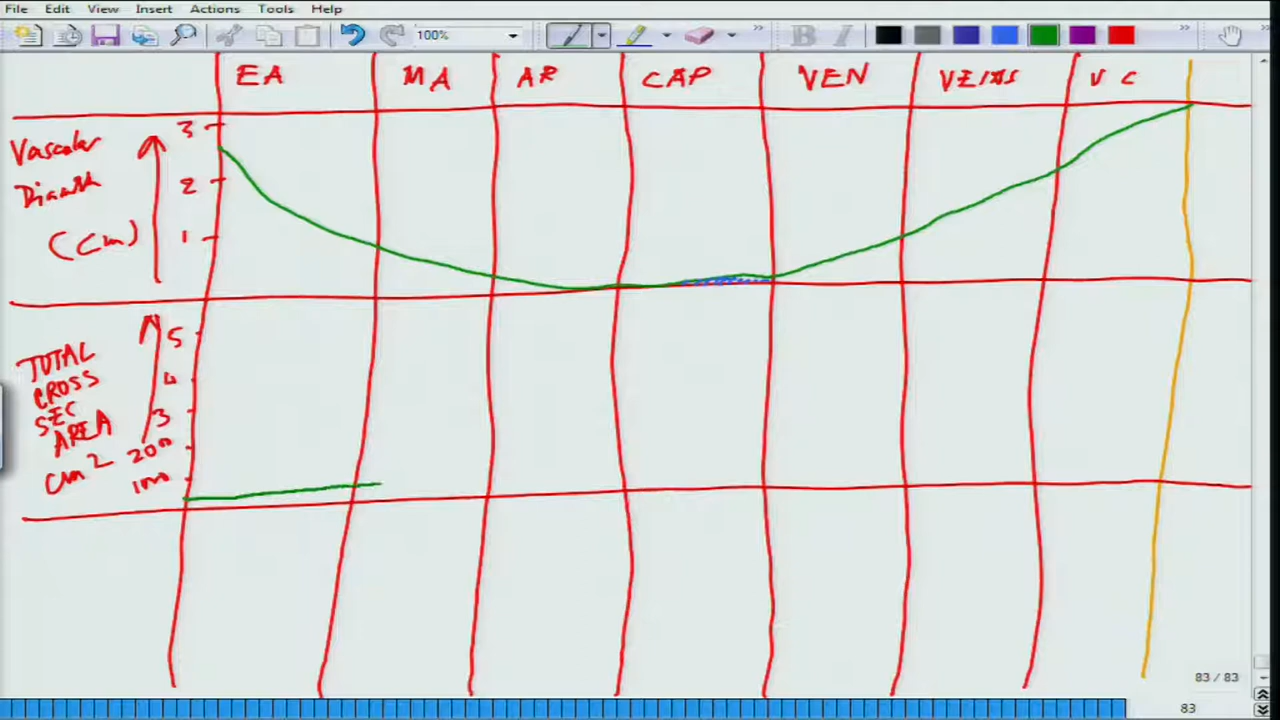 File Edit View Insert Actions Tools Help
100%
EA MA AR CAP VEN VEINS V C
Vascular
3
2
(Cm)
1
5
TOTAL
CROSS
4
SEC
3
AREA
200
cm2
100
83 / 83
83